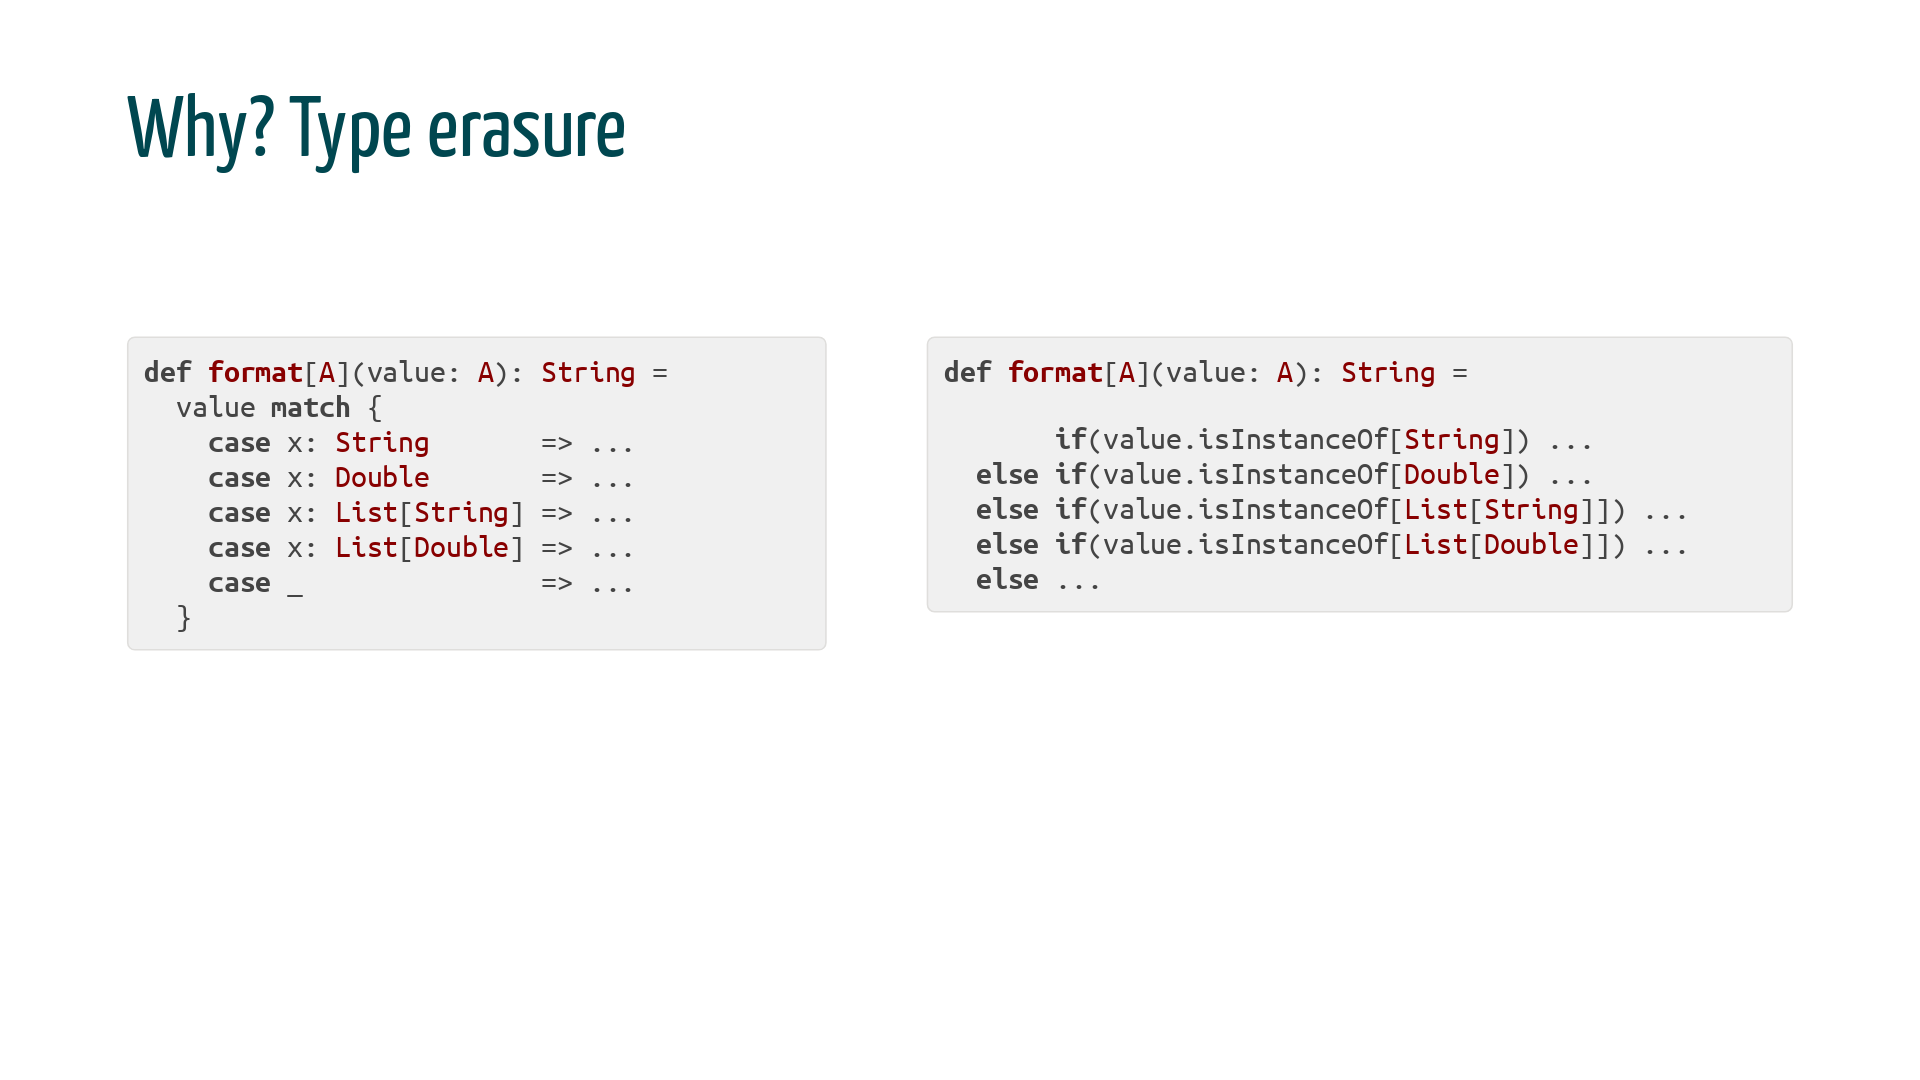 Why? Type erasure
def format[A](value: A): String =
  value match {
    case x: String       => ...
    case x: Double       => ...
    case x: List[String] => ...
    case x: List[Double] => ...
    case _               => ...
  }
def format[A](value: A): String =
       if(value.isInstanceOf[String]) ...
  else if(value.isInstanceOf[Double]) ...
  else if(value.isInstanceOf[List[String]]) ...
  else if(value.isInstanceOf[List[Double]]) ...
  else ...